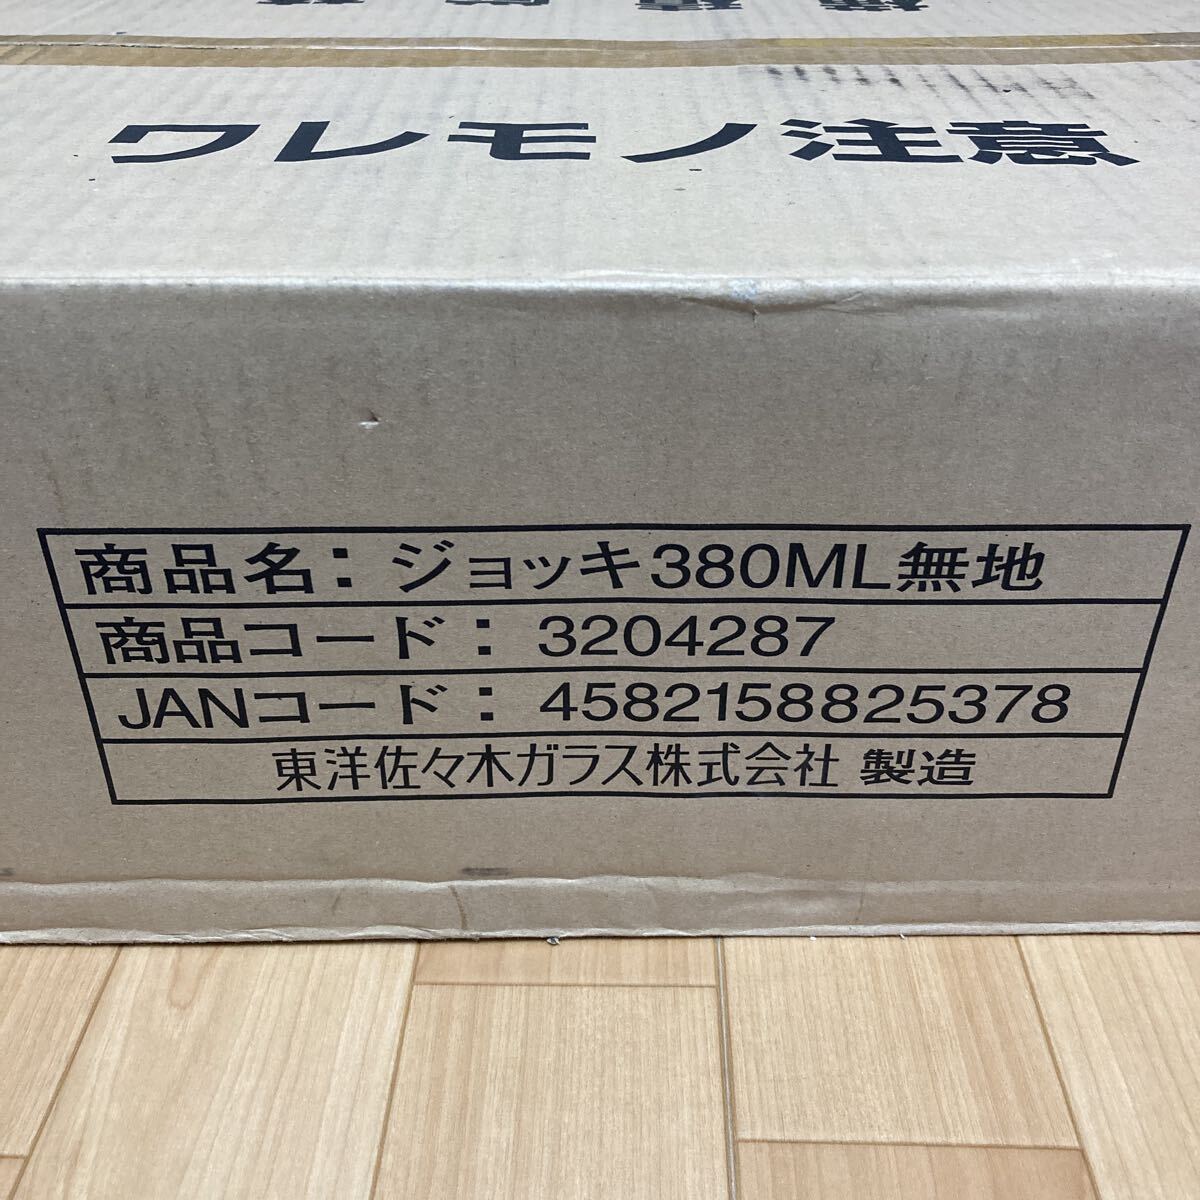 ワレモノ注意
商品名：ジョッキ380ML無地
商品コード：3204287
JANコード：4582158825378
東洋佐々木ガラス株式会社 製造